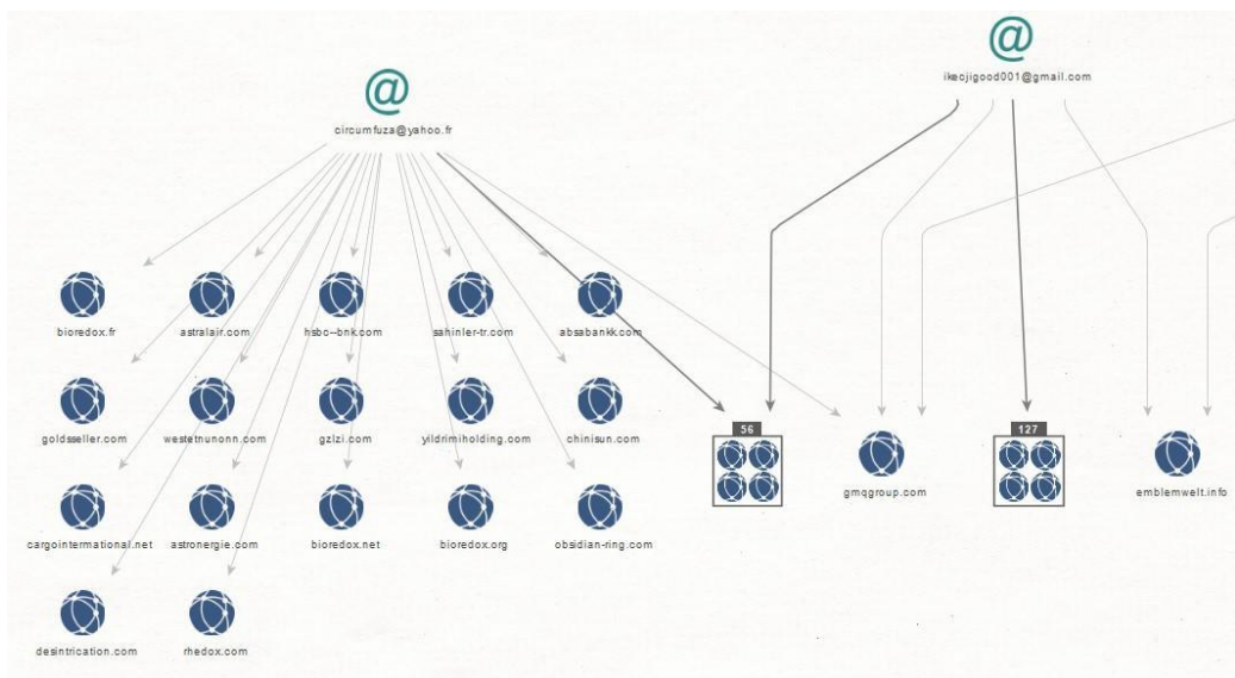 @
ikeojigood001@gmail.com
@
circumfuza@yahoo.fr
bioredox.fr
astralair.com
hsbc--bnk.com
sahinler-tr.com
absabankk.com
goldsseller.com
westetnunonn.com
gzlzi.com
yildrimiholding.com
chinisun.com
56
gmqgroup.com
127
emblemwelt.info
cargointermational.net
astronergie.com
bioredox.net
bioredox.org
obsidian-ring.com
desintrication.com
rhedox.com